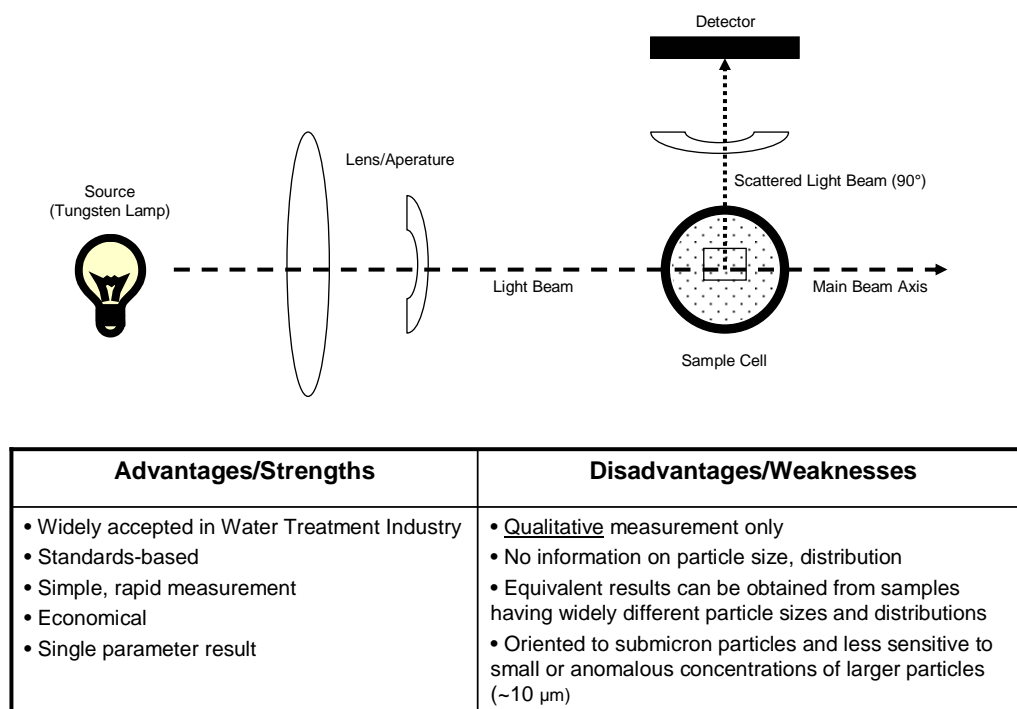 Detector
Lens/Aperature
Scattered Light Beam (90°)
Source
(Tungsten Lamp)
Light Beam
Main Beam Axis
Sample Cell
Advantages/Strengths
• Widely accepted in Water Treatment Industry
• Standards-based
• Simple, rapid measurement
• Economical
• Single parameter result
Disadvantages/Weaknesses
• Qualitative measurement only
• No information on particle size, distribution
• Equivalent results can be obtained from samples
having widely different particle sizes and distributions
• Oriented to submicron particles and less sensitive to
small or anomalous concentrations of larger particles
(~10 µm)